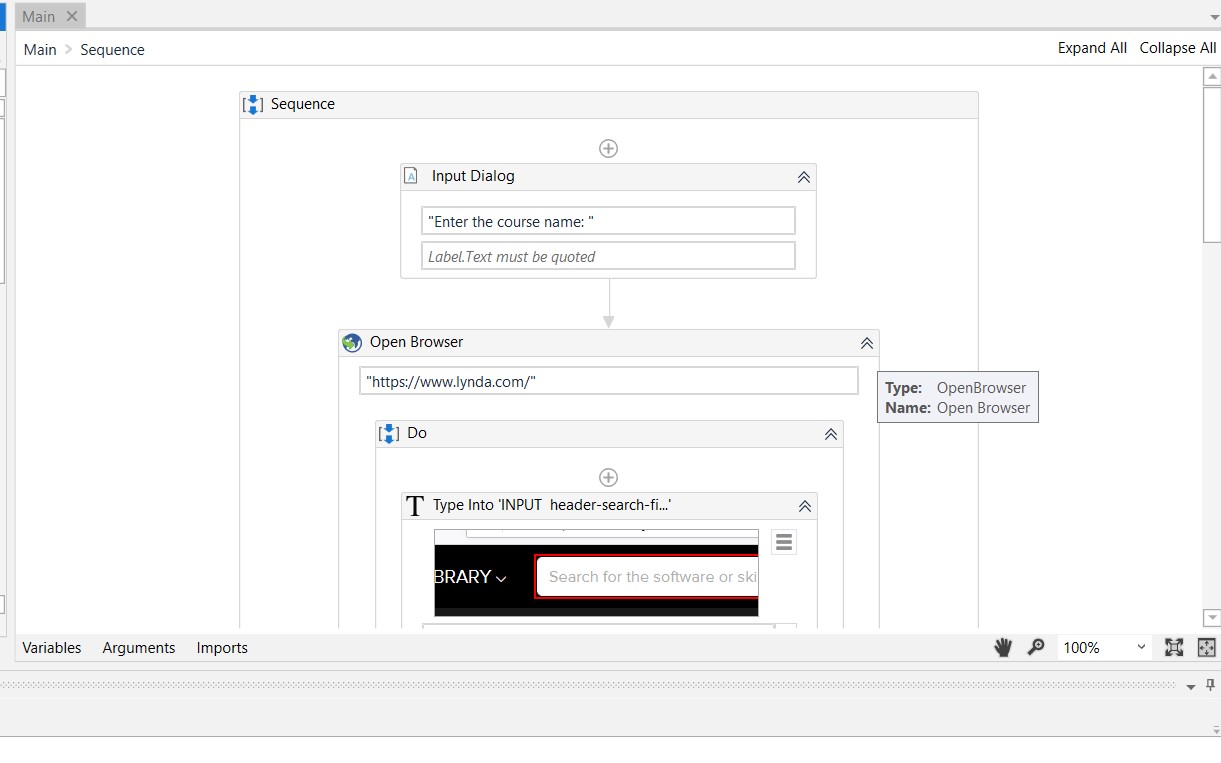 Main
Main > Sequence
Expand All Collapse All
Sequence
Input Dialog
"Enter the course name: "
Label.Text must be quoted
Open Browser
"https://www.lynda.com/"
Type: OpenBrowser
Name: Open Browser
Do
T Type Into 'INPUT header-search-fi...'
BRARY
Search for the software or ski
Variables Arguments Imports
100%